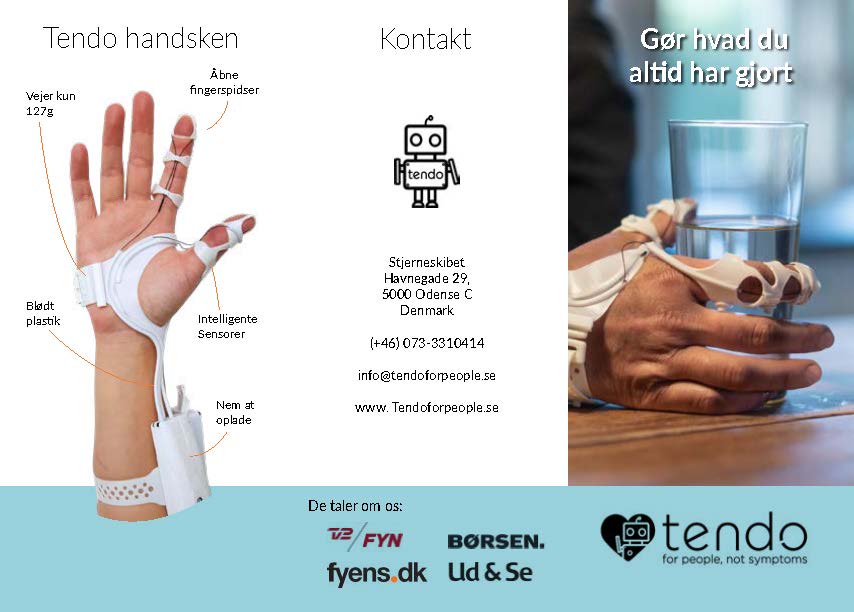 Tendo handsken
Vejer kun
127g
Åbne
fingerspidser
Blødt
plastik
Intelligente
Sensorer
Nem at
oplade
Kontakt
tendo
Stjerneskibet
Havnegade 29,
5000 Odense C
Denmark
(+46) 073-3310414
info@tendoforpeople.se
www. Tendoforpeople.se
De taler om os:
TV2/FYN
BØRSEN.
fyens.dk
Ud & Se
Gør hvad du
altid har gjort
tendo
for people, not symptoms